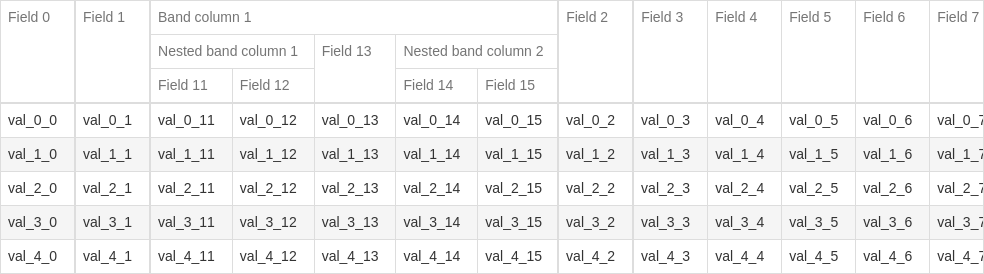 Field 0 Field 1 Band column 1 Field 2 Field 3 Field 4 Field 5 Field 6 Field 7
Nested band column 1 Field 13 Nested band column 2
Field 11 Field 12 Field 14 Field 15
val_0_0 val_0_1 val_0_11 val_0_12 val_0_13 val_0_14 val_0_15 val_0_2 val_0_3 val_0_4 val_0_5 val_0_6 val_0_7
val_1_0 val_1_1 val_1_11 val_1_12 val_1_13 val_1_14 val_1_15 val_1_2 val_1_3 val_1_4 val_1_5 val_1_6 val_1_7
val_2_0 val_2_1 val_2_11 val_2_12 val_2_13 val_2_14 val_2_15 val_2_2 val_2_3 val_2_4 val_2_5 val_2_6 val_2_7
val_3_0 val_3_1 val_3_11 val_3_12 val_3_13 val_3_14 val_3_15 val_3_2 val_3_3 val_3_4 val_3_5 val_3_6 val_3_7
val_4_0 val_4_1 val_4_11 val_4_12 val_4_13 val_4_14 val_4_15 val_4_2 val_4_3 val_4_4 val_4_5 val_4_6 val_4_7